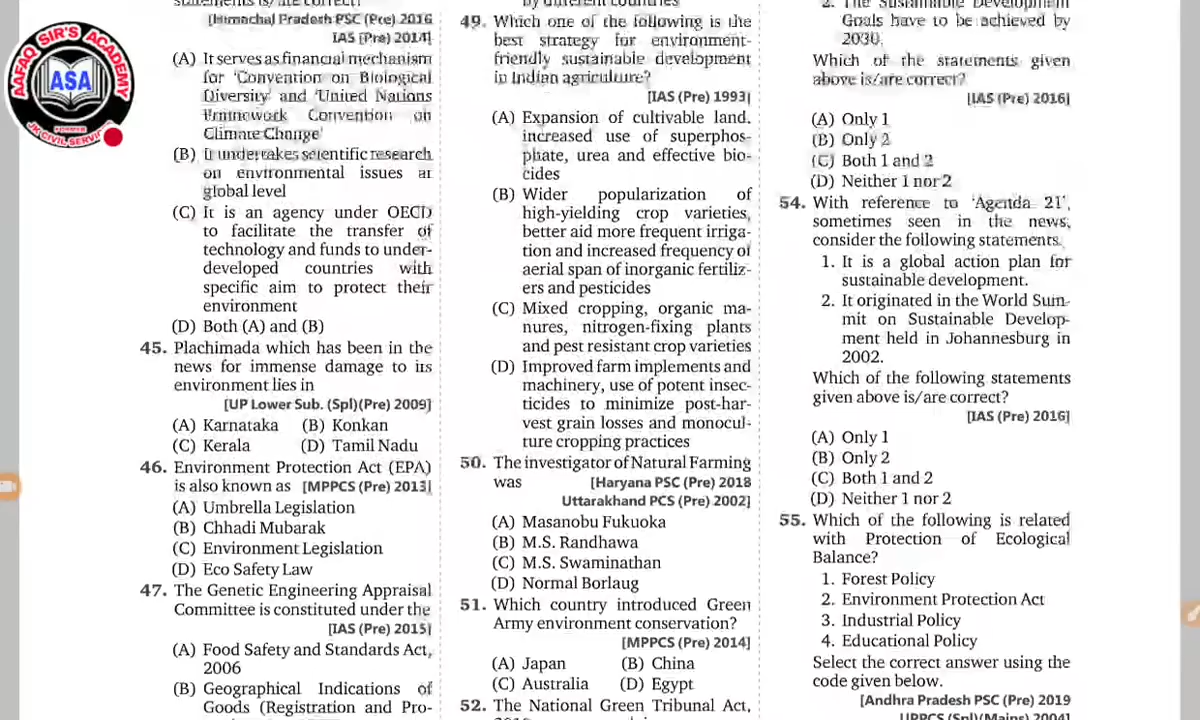 AAFAQ SIR'S ACADEMY
ASA
JK CIVIL SERVIC
statements is/are correct?
[Himachal Pradesh PSC (Pre) 2016
IAS (Pre) 2014]
(A) It serves as financial mechanism
for 'Convention on Biological
Diversity' and 'United Nations
Framework Convention on
Climate Change'
(B) It undertakes scientific research
on environmental issues at
global level
(C) It is an agency under OECD
to facilitate the transfer of
technology and funds to under-
developed countries with
specific aim to protect their
environment
(D) Both (A) and (B)
45. Plachimada which has been in the
news for immense damage to its
environment lies in
[UP Lower Sub. (Spl)(Pre) 2009]
(A) Karnataka (B) Konkan
(C) Kerala (D) Tamil Nadu
46. Environment Protection Act (EPA)
is also known as [MPPCS (Pre) 2013]
(A) Umbrella Legislation
(B) Chhadi Mubarak
(C) Environment Legislation
(D) Eco Safety Law
47. The Genetic Engineering Appraisal
Committee is constituted under the
[IAS (Pre) 2015]
(A) Food Safety and Standards Act,
2006
(B) Geographical Indications of
Goods (Registration and Pro-
by different countries
49. Which one of the following is the
best strategy for environment-
friendly sustainable development
in Indian agriculture?
[IAS (Pre) 1993]
(A) Expansion of cultivable land,
increased use of superphos-
phate, urea and effective bio-
cides
(B) Wider popularization of
high-yielding crop varieties,
better aid more frequent irriga-
tion and increased frequency of
aerial span of inorganic fertiliz-
ers and pesticides
(C) Mixed cropping, organic ma-
nures, nitrogen-fixing plants
and pest resistant crop varieties
(D) Improved farm implements and
machinery, use of potent insec-
ticides to minimize post-har-
vest grain losses and monocul-
ture cropping practices
50. The investigator of Natural Farming
was [Haryana PSC (Pre) 2018
Uttarakhand PCS (Pre) 2002]
(A) Masanobu Fukuoka
(B) M.S. Randhawa
(C) M.S. Swaminathan
(D) Normal Borlaug
51. Which country introduced Green
Army environment conservation?
[MPPCS (Pre) 2014]
(A) Japan (B) China
(C) Australia (D) Egypt
52. The National Green Tribunal Act,
2. The Sustainable Development
Goals have to be achieved by
2030.
Which of the statements given
above is/are correct?
[IAS (Pre) 2016]
(A) Only 1
(B) Only 2
(C) Both 1 and 2
(D) Neither 1 nor 2
54. With reference to 'Agenda 21',
sometimes seen in the news,
consider the following statements.
1. It is a global action plan for
sustainable development.
2. It originated in the World Sum-
mit on Sustainable Develop-
ment held in Johannesburg in
2002.
Which of the following statements
given above is/are correct?
[IAS (Pre) 2016]
(A) Only 1
(B) Only 2
(C) Both 1 and 2
(D) Neither 1 nor 2
55. Which of the following is related
with Protection of Ecological
Balance?
1. Forest Policy
2. Environment Protection Act
3. Industrial Policy
4. Educational Policy
Select the correct answer using the
code given below.
[Andhra Pradesh PSC (Pre) 2019
UPPCS (Spl)(Mains) 2004]